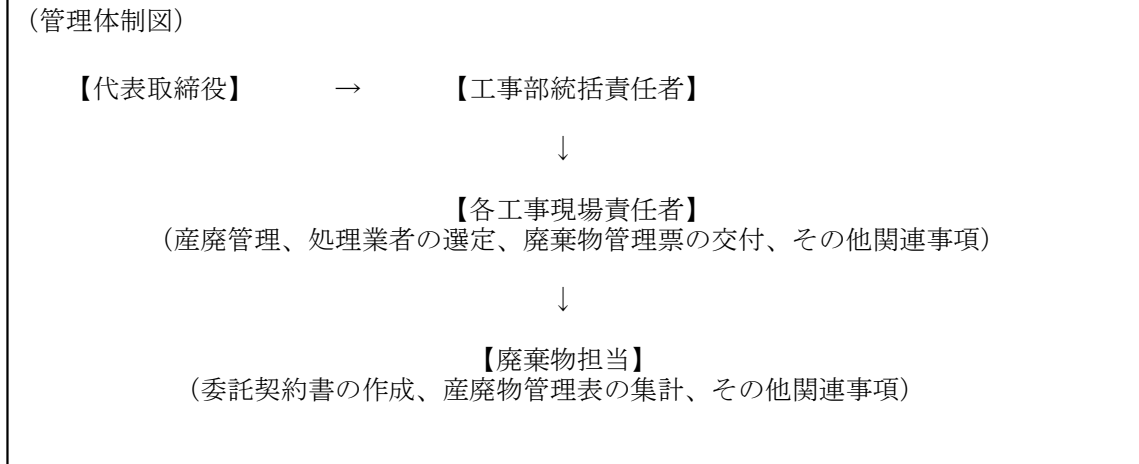 （管理体制図）
【代表取締役】　→　【工事部統括責任者】
↓
【各工事現場責任者】
（産廃管理、処理業者の選定、廃棄物管理票の交付、その他関連事項）
↓
【廃棄物担当】
（委託契約書の作成、産廃物管理表の集計、その他関連事項）